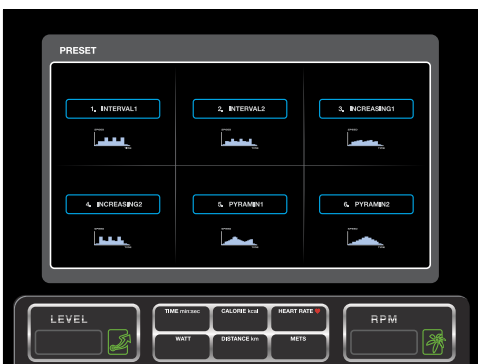 PRESET
1. INTERVAL1
2. INTERVAL2
3. INCREASING1
4. INCREASING2
5. PYRAMIN1
6. PYRAMIN2
LEVEL
TIME min:sec
CALORIE kcal
HEART RATE
WATT
DISTANCE km
METS
RPM